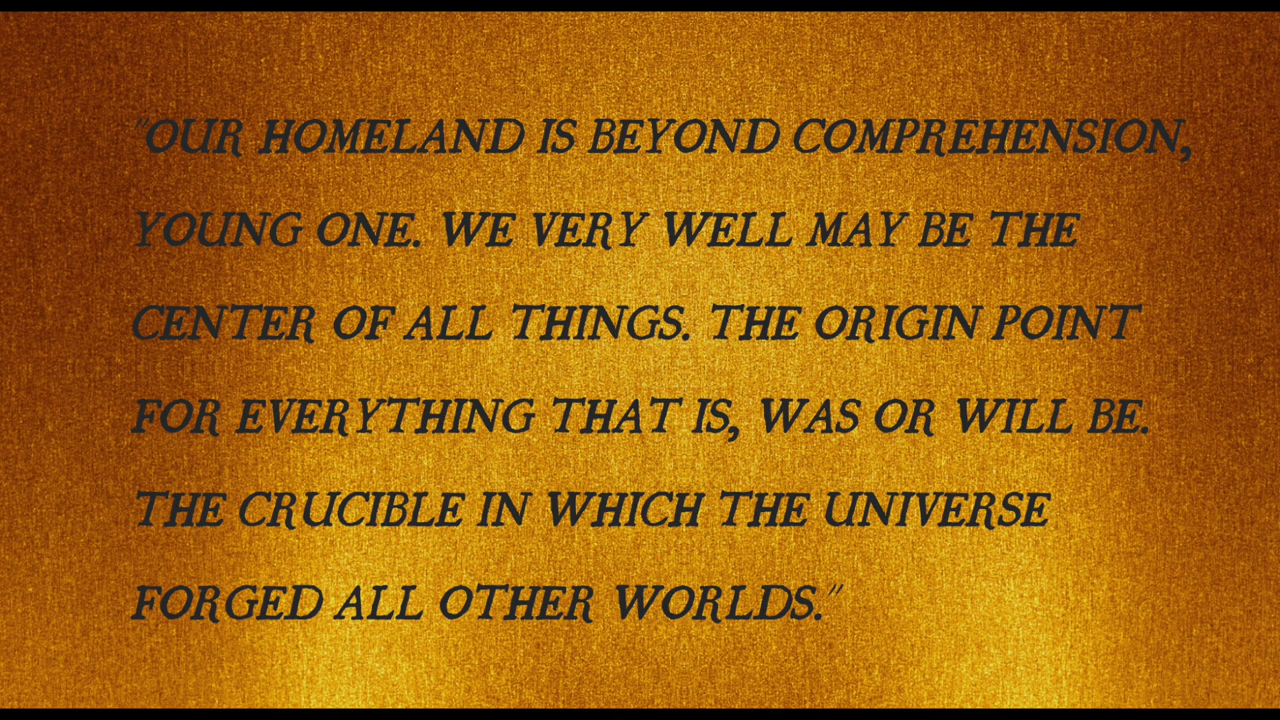 "OUR HOMELAND IS BEYOND COMPREHENSION,
YOUNG ONE. WE VERY WELL MAY BE THE
CENTER OF ALL THINGS. THE ORIGIN POINT
FOR EVERYTHING THAT IS, WAS OR WILL BE.
THE CRUCIBLE IN WHICH THE UNIVERSE
FORGED ALL OTHER WORLDS."